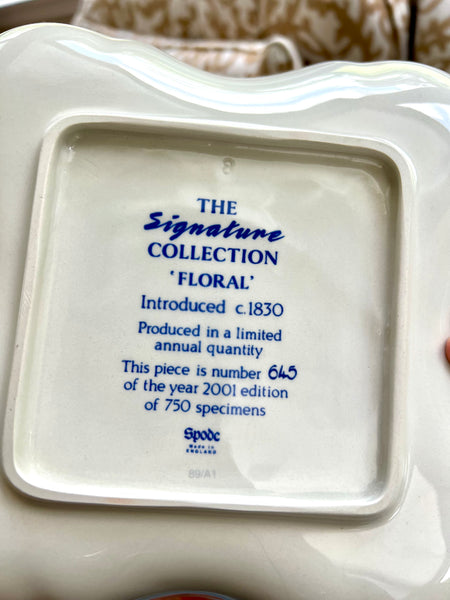 THE
Signature
COLLECTION
‘FLORAL’
Introduced c.1830
Produced in a limited
annual quantity
This piece is number 645
of the year 2001 edition
of 750 specimens
Spode
Made in
ENGLAND
89/A1